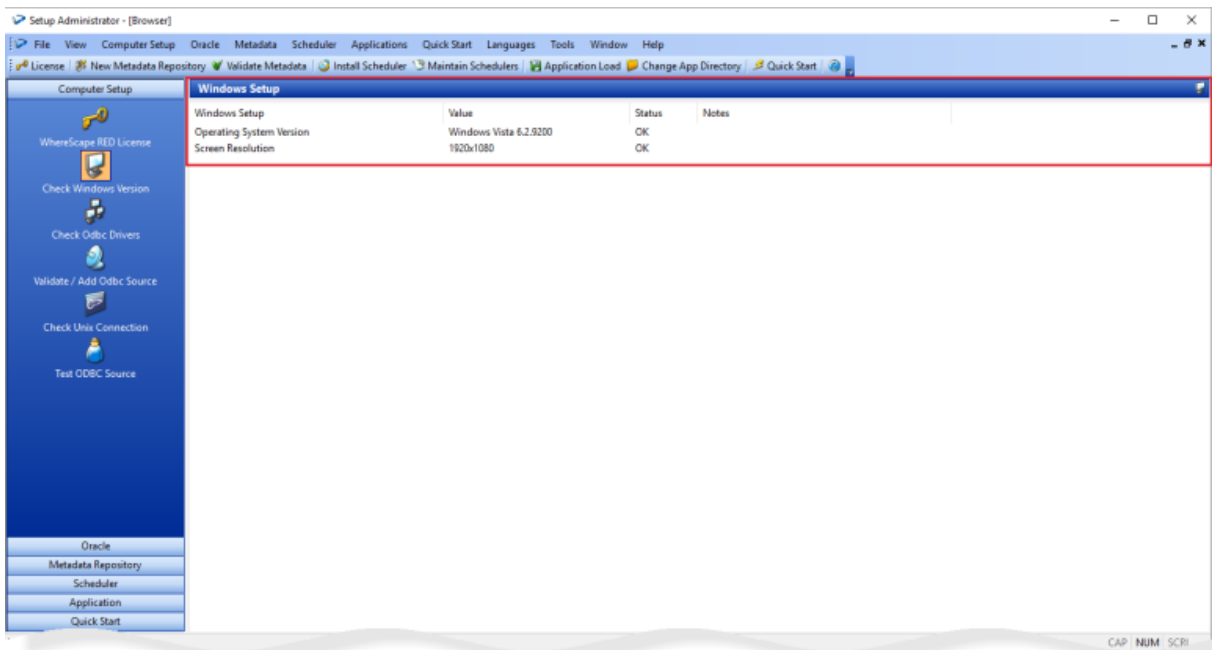 Setup Administrator - [Browser]
File View Computer Setup Oracle Metadata Scheduler Applications Quick Start Languages Tools Window Help
License New Metadata Repository Validate Metadata Install Scheduler Maintain Schedulers Application Load Change App Directory Quick Start
Computer Setup
WhereScape RED License
Check Windows Version
Check Odbc Drivers
Validate / Add Odbc Source
Check Unix Connection
Test ODBC Source
Oracle
Metadata Repository
Scheduler
Application
Quick Start
Windows Setup
Windows Setup Value Status Notes
Operating System Version Windows Vista 6.2.9200 OK
Screen Resolution 1920x1080 OK
CAP NUM SCRL